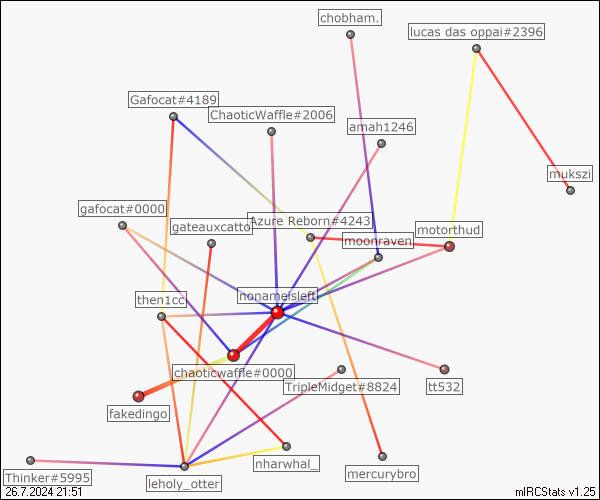 chobham.
lucas das oppai#2396
Gafocat#4189
ChaoticWaffle#2006
amah1246
mukszi
gafocat#0000
gateauxcatto
Azure Reborn#4243
motorthud
moonraven
nonameisleft
then1cc
chaoticwaffle#0000
TripleMidget#8824
tt532
fakedingo
nharwhal_
Thinker#5995
mercurybro
leholy_otter
26.7.2024 21:51
mIRCStats v1.25